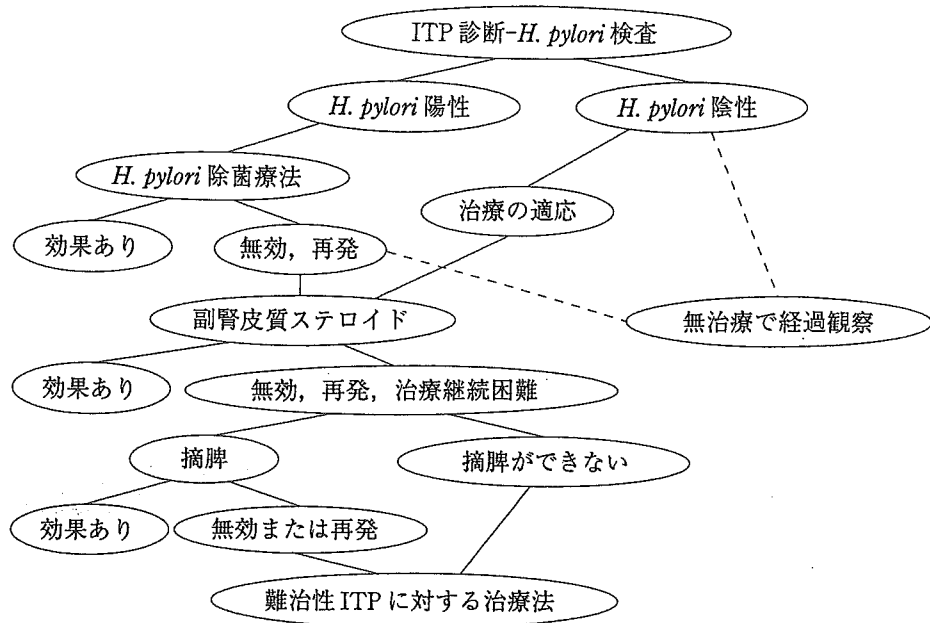 ITP 診断-H. pylori 検査
H. pylori 陽性
H. pylori 陰性
H. pylori 除菌療法
治療の適応
効果あり
無効，再発
副腎皮質ステロイド
無治療で経過観察
効果あり
無効，再発，治療継続困難
摘脾
摘脾ができない
効果あり
無効または再発
難治性 ITP に対する治療法